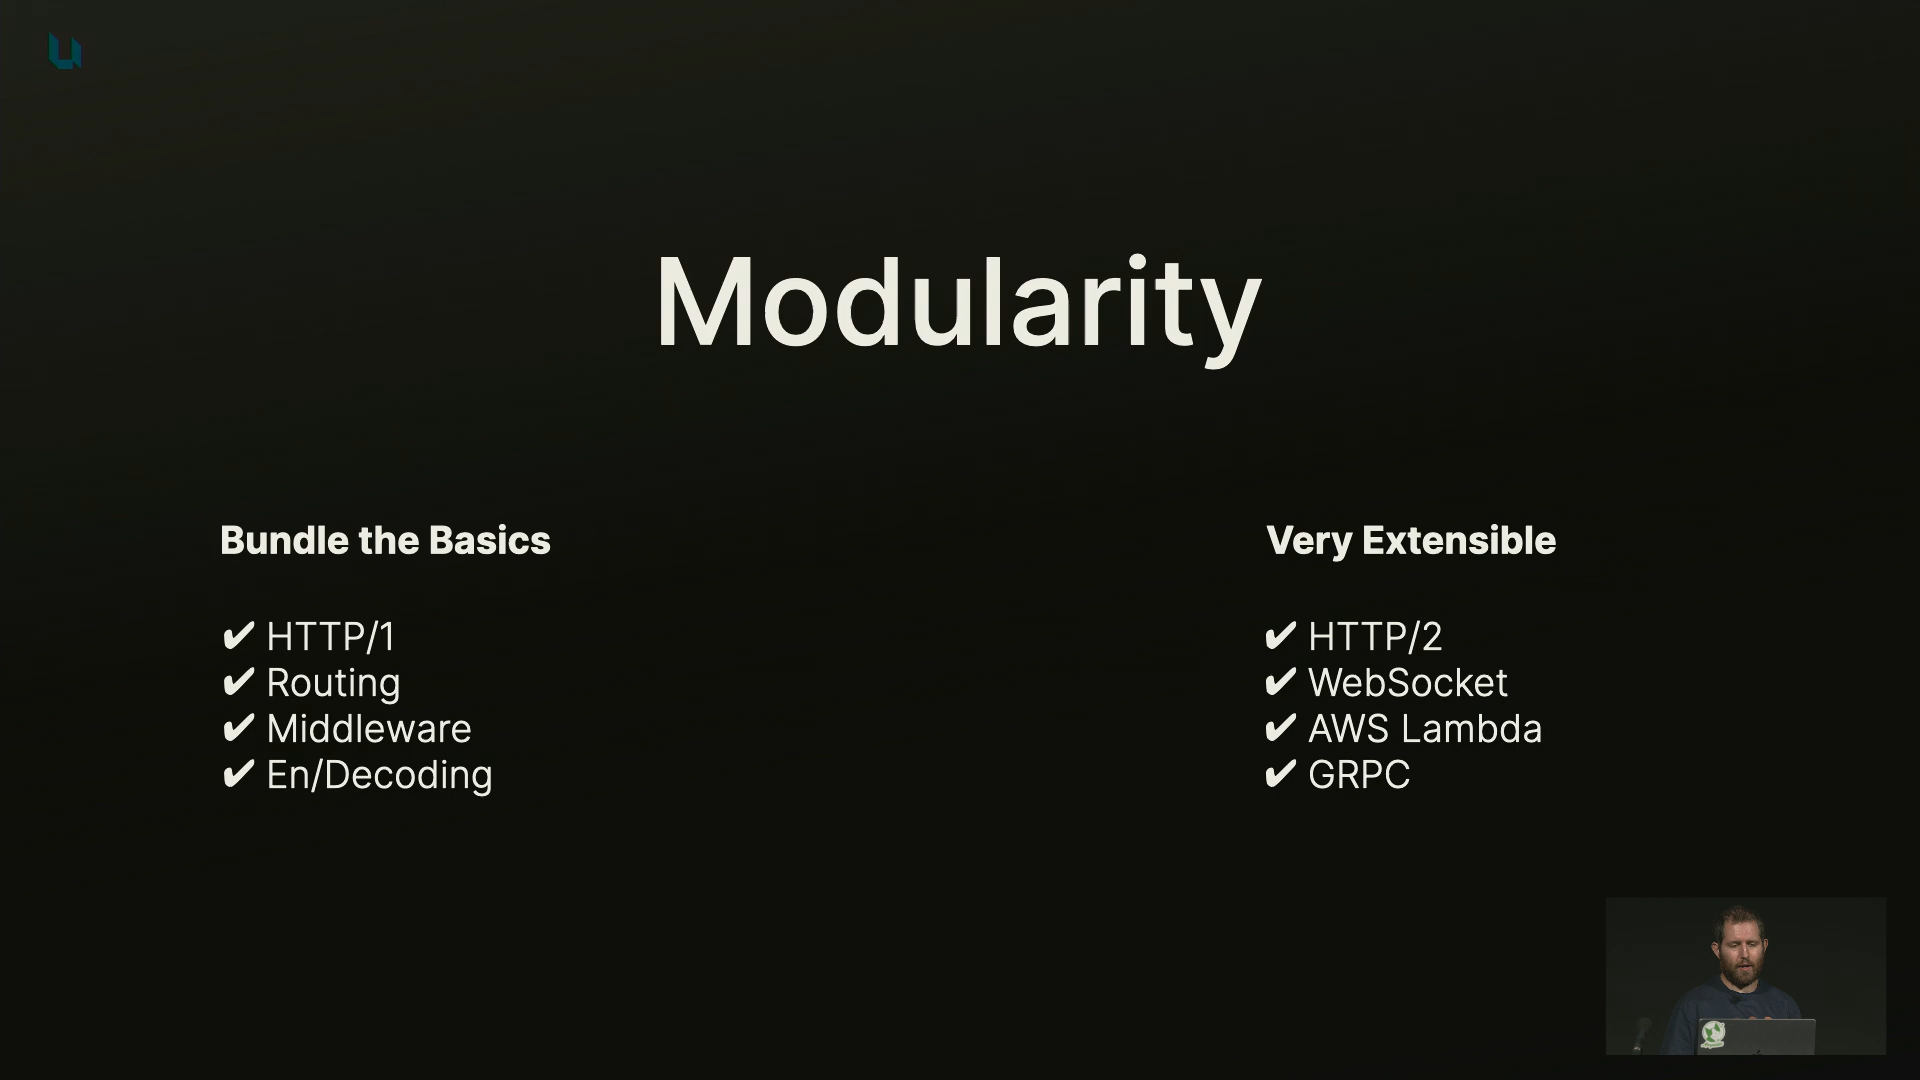 Modularity
Bundle the Basics
✔ HTTP/1
✔ Routing
✔ Middleware
✔ En/Decoding
Very Extensible
✔ HTTP/2
✔ WebSocket
✔ AWS Lambda
✔ GRPC